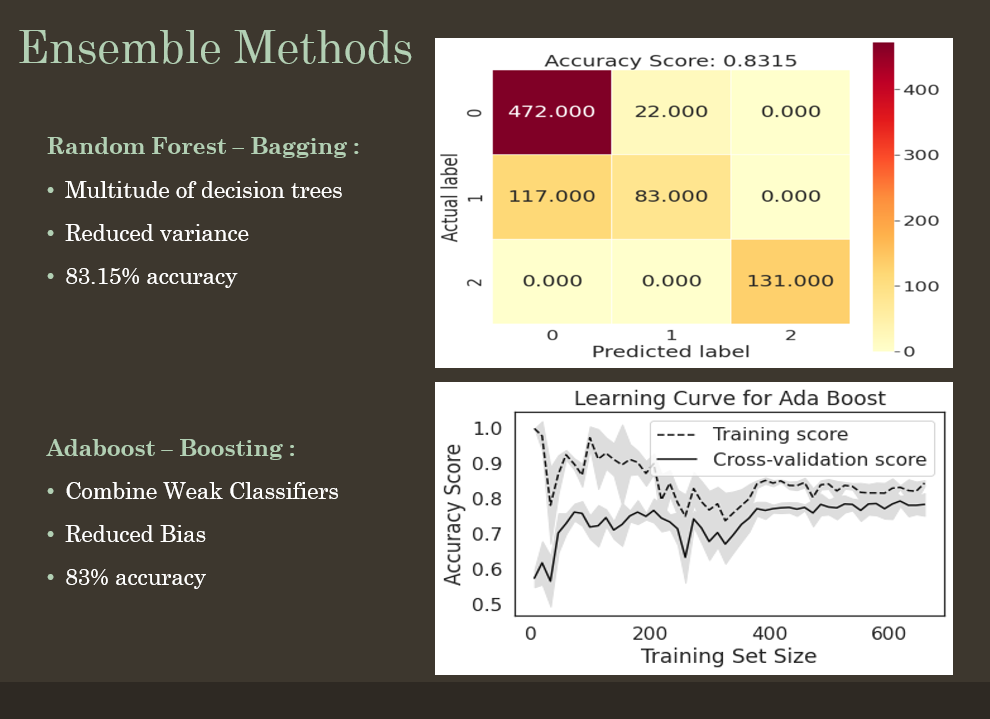 Ensemble Methods
Random Forest – Bagging :
• Multitude of decision trees
• Reduced variance
• 83.15% accuracy
Accuracy Score: 0.8315
Actual label
0
472.000 22.000 0.000
1
117.000 83.000 0.000
2
0.000 0.000 131.000
0 1 2
Predicted label
400
300
200
100
0
Adaboost – Boosting :
• Combine Weak Classifiers
• Reduced Bias
• 83% accuracy
Learning Curve for Ada Boost
Training score
Cross-validation score
Accuracy Score
1.0
0.9
0.8
0.7
0.6
0.5
0 200 400 600
Training Set Size